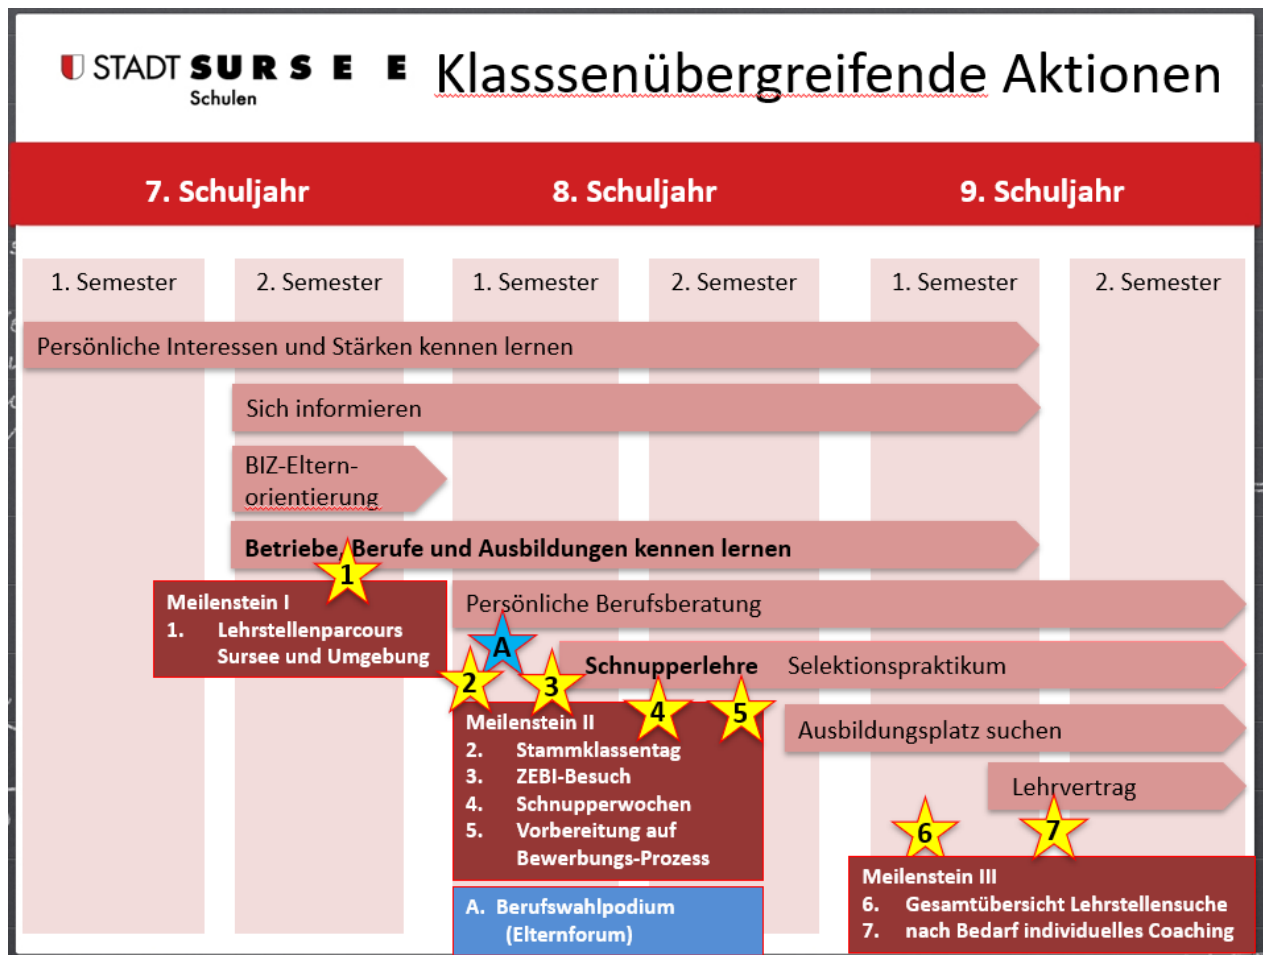 STADT SURSEE
Schulen
Klasssenübergreifende Aktionen
7. Schuljahr
8. Schuljahr
9. Schuljahr
1. Semester
2. Semester
1. Semester
2. Semester
1. Semester
2. Semester
Persönliche Interessen und Stärken kennen lernen
Sich informieren
BIZ-Eltern-
orientierung
Betriebe, Berufe und Ausbildungen kennen lernen
1
Meilenstein I
1. Lehrstellenparcours
Sursee und Umgebung
Persönliche Berufsberatung
A
Schnupperlehre Selektionspraktikum
2
3
4
5
Meilenstein II
2. Stammklassentag
3. ZEBI-Besuch
4. Schnupperwochen
5. Vorbereitung auf
Bewerbungs-Prozess
A. Berufswahlpodium
(Elternforum)
Ausbildungsplatz suchen
Lehrvertrag
6
7
Meilenstein III
6. Gesamtübersicht Lehrstellensuche
7. nach Bedarf individuelles Coaching